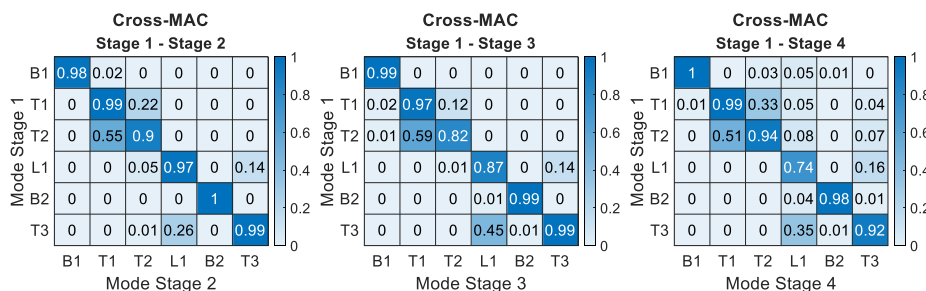 Cross-MAC
Stage 1 - Stage 2
Mode Stage 1
B1 0.98 0.02 0 0 0 0
T1 0 0.99 0.22 0 0 0
T2 0 0.55 0.9 0 0 0
L1 0 0 0.05 0.97 0 0.14
B2 0 0 0 0 1 0
T3 0 0 0.01 0.26 0 0.99
B1 T1 T2 L1 B2 T3
Mode Stage 2
1
0.8
0.6
0.4
0.2
0
Cross-MAC
Stage 1 - Stage 3
Mode Stage 1
B1 0.99 0 0 0 0 0
T1 0.02 0.97 0.12 0 0 0
T2 0.01 0.59 0.82 0 0 0
L1 0 0 0.01 0.87 0 0.14
B2 0 0 0 0.01 0.99 0
T3 0 0 0 0.45 0.01 0.99
B1 T1 T2 L1 B2 T3
Mode Stage 3
1
0.8
0.6
0.4
0.2
0
Cross-MAC
Stage 1 - Stage 4
Mode Stage 1
B1 1 0 0.03 0.05 0.01 0
T1 0.01 0.99 0.33 0.05 0 0.04
T2 0 0.51 0.94 0.08 0 0.07
L1 0 0 0 0.74 0 0.16
B2 0 0 0 0.04 0.98 0.01
T3 0 0 0 0.35 0.01 0.92
B1 T1 T2 L1 B2 T3
Mode Stage 4
1
0.8
0.6
0.4
0.2
0